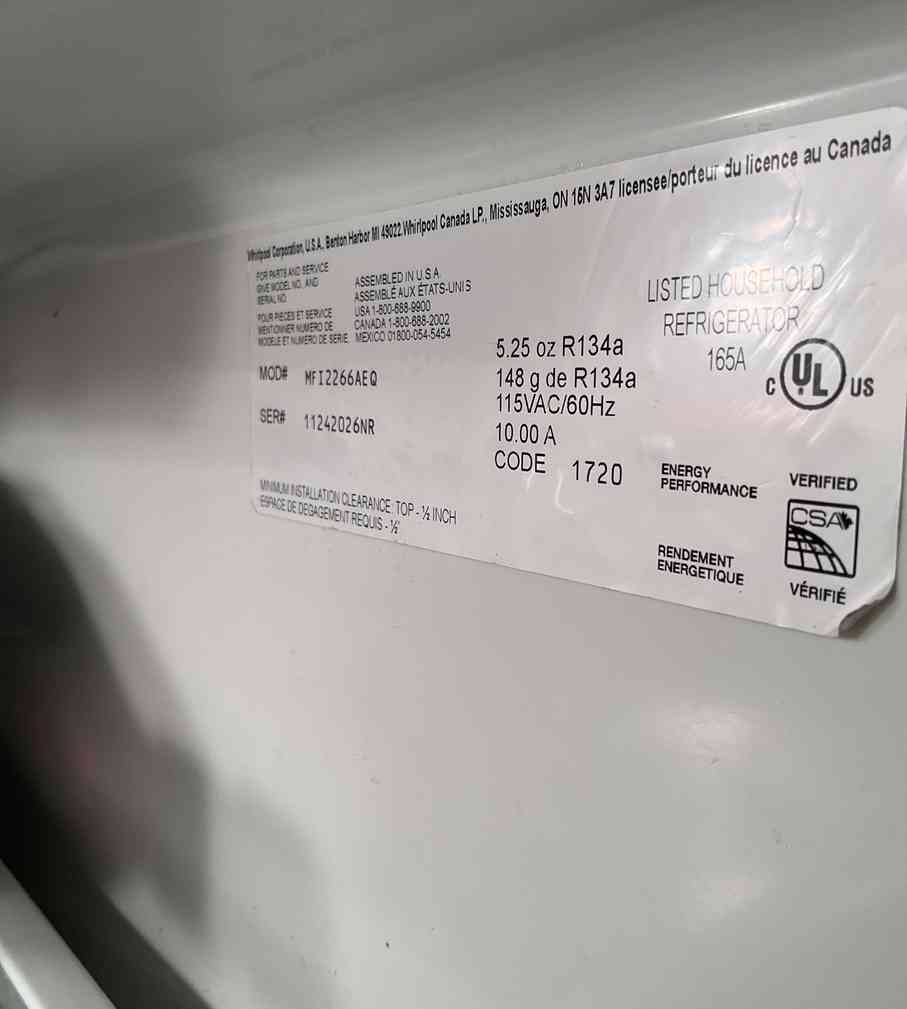 Whirlpool Corporation, U.S.A. Benton Harbor MI 49022.Whirlpool Canada LP., Mississauga, ON 16N 3A7 licensee/porteur du licence au Canada
FOR PARTS AND SERVICE
GIVE MODEL NO. AND
SERIAL NO.
POUR PIECES ET SERVICE
MENTIONNER NUMERO DE
MODELE ET NUMERO DE SERIE
ASSEMBLED IN U.S.A.
ASSEMBLÉ AUX ÉTATS-UNIS
USA 1-800-688-9900
CANADA 1-800-688-2002
MEXICO 01800-054-5454
MOD# MFI2266AEQ
SER# 11242026NR
MINIMUM INSTALLATION CLEARANCE: TOP - ½ INCH
ESPACE DE DEGAGEMENT REQUIS - ½"
5.25 oz R134a
148 g de R134a
115VAC/60Hz
10.00 A
CODE 1720
LISTED HOUSEHOLD
REFRIGERATOR
165A
C UL US
ENERGY
PERFORMANCE
RENDEMENT
ENERGETIQUE
VERIFIED
CSA
VÉRIFIÉ